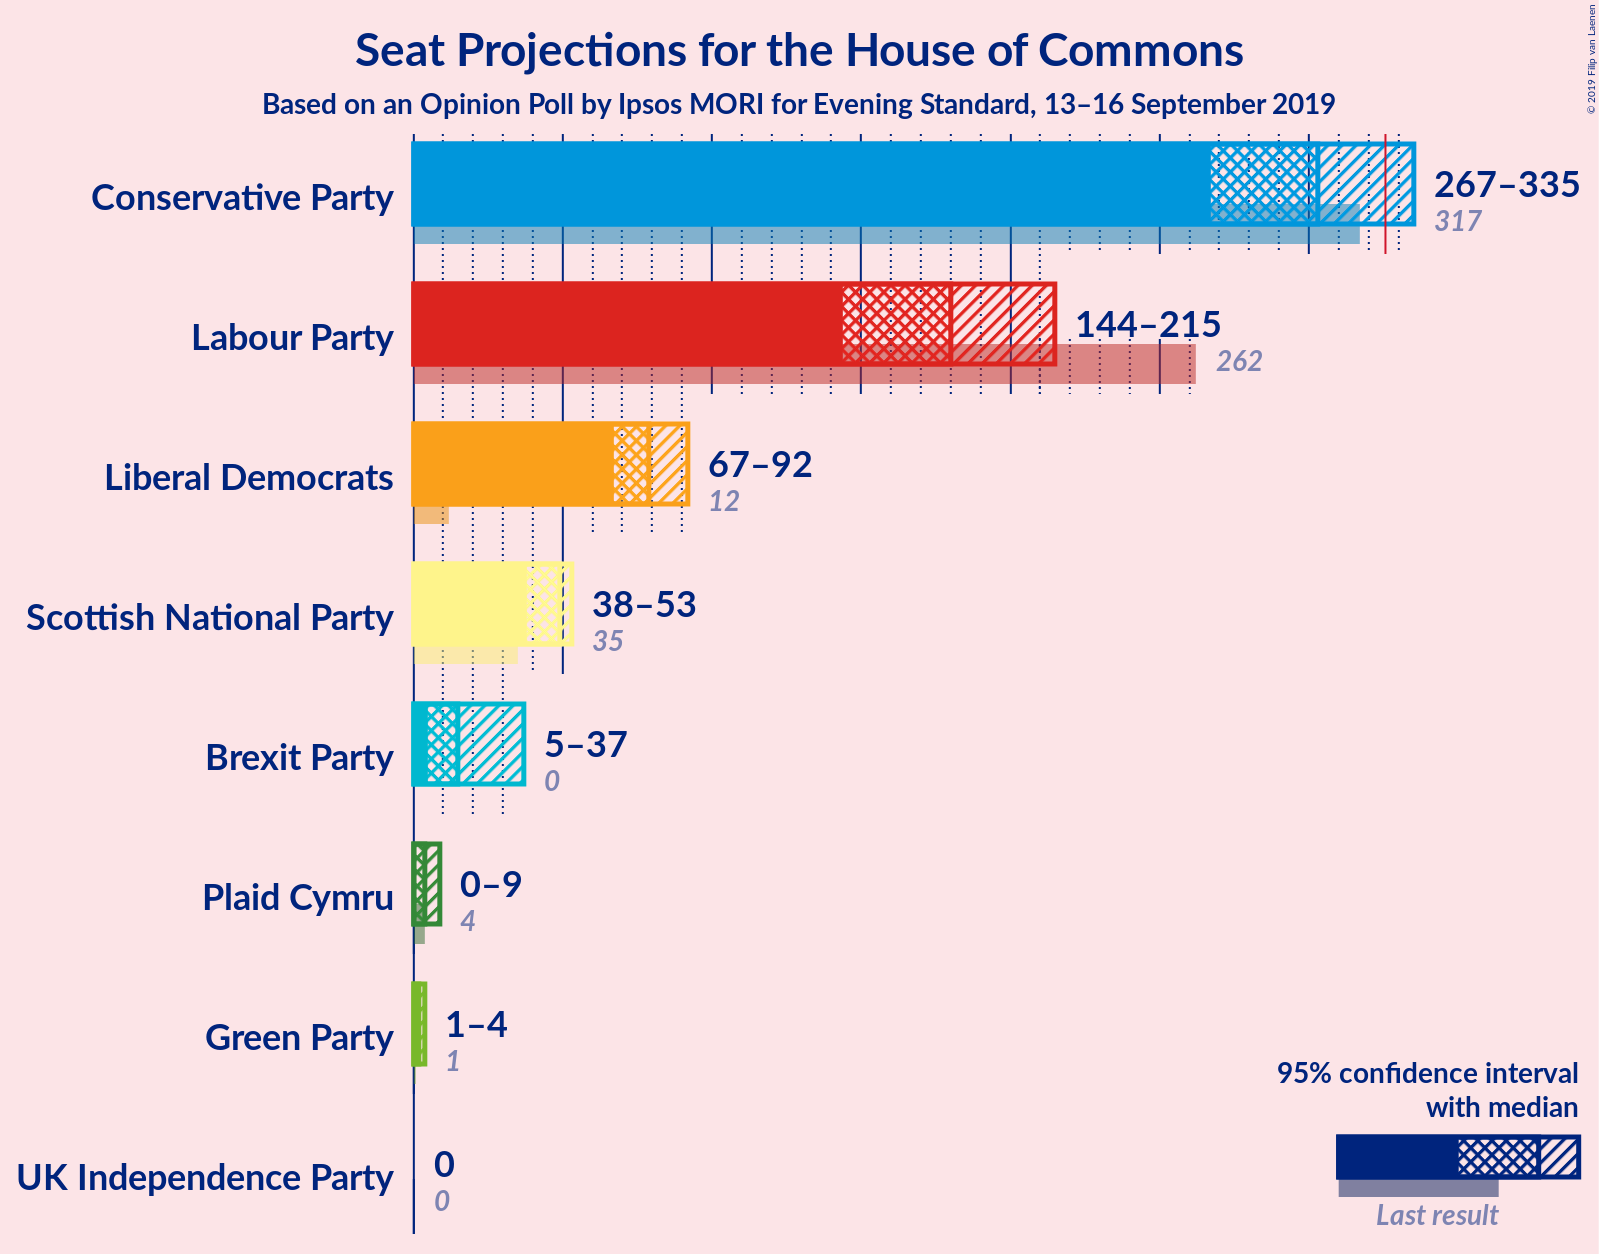 Seat Projections for the House of Commons
Based on an Opinion Poll by Ipsos MORI for Evening Standard, 13–16 September 2019
© 2019 Filip van Laenen
Conservative Party
267–335
317
Labour Party
144–215
262
Liberal Democrats
67–92
12
Scottish National Party
38–53
35
Brexit Party
5–37
0
Plaid Cymru
0–9
4
Green Party
1–4
1
UK Independence Party
0
0
95% confidence interval
with median
Last result